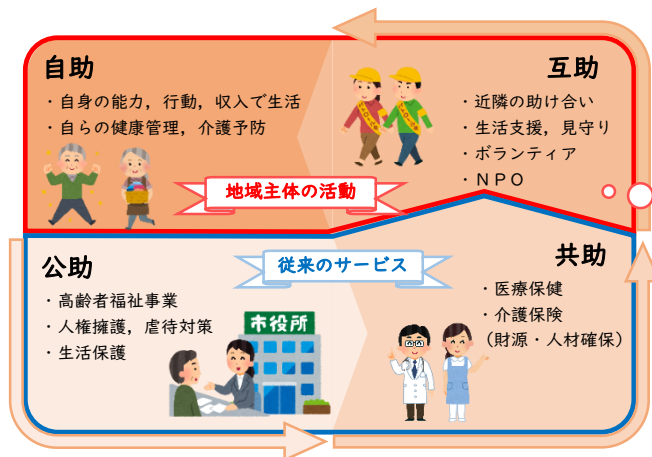 自助
・自身の能力，行動，収入で生活
・自らの健康管理，介護予防
互助
・近隣の助け合い
・生活支援，見守り
・ボランティア
・ＮＰＯ
地域主体の活動
従来のサービス
公助
・高齢者福祉事業
・人権擁護，虐待対策
・生活保護
市役所
共助
・医療保健
・介護保険
（財源・人材確保）